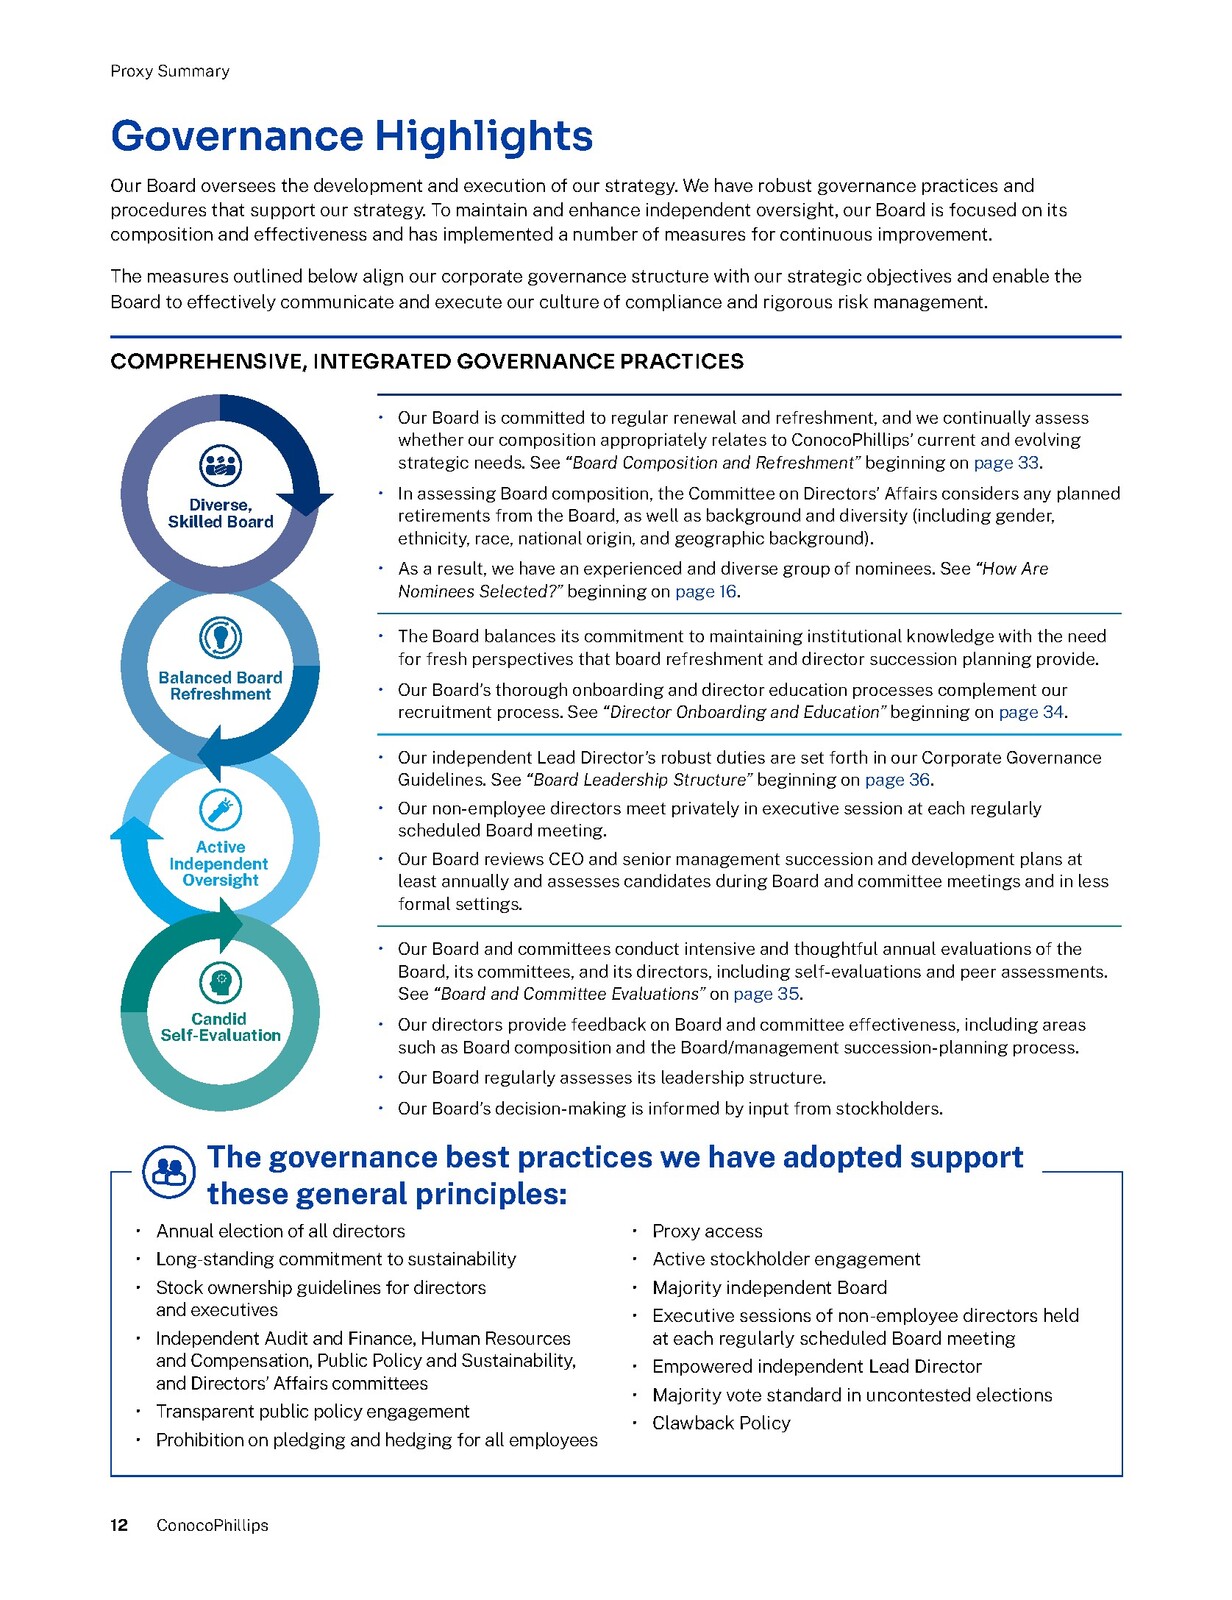 Proxy Summary
Governance Highlights
Our Board oversees the development and execution of our strategy. We have robust governance practices and
procedures that support our strategy. To maintain and enhance independent oversight, our Board is focused on its
composition and effectiveness and has implemented a number of measures for continuous improvement.
The measures outlined below align our corporate governance structure with our strategic objectives and enable the
Board to effectively communicate and execute our culture of compliance and rigorous risk management.
COMPREHENSIVE, INTEGRATED GOVERNANCE PRACTICES
Diverse,
Skilled Board
• Our Board is committed to regular renewal and refreshment, and we continually assess
whether our composition appropriately relates to ConocoPhillips’ current and evolving
strategic needs. See “Board Composition and Refreshment” beginning on page 33.
• In assessing Board composition, the Committee on Directors’ Affairs considers any planned
retirements from the Board, as well as background and diversity (including gender,
ethnicity, race, national origin, and geographic background).
• As a result, we have an experienced and diverse group of nominees. See “How Are
Nominees Selected?” beginning on page 16.
Balanced Board
Refreshment
• The Board balances its commitment to maintaining institutional knowledge with the need
for fresh perspectives that board refreshment and director succession planning provide.
• Our Board’s thorough onboarding and director education processes complement our
recruitment process. See “Director Onboarding and Education” beginning on page 34.
Active
Independent
Oversight
• Our independent Lead Director’s robust duties are set forth in our Corporate Governance
Guidelines. See “Board Leadership Structure” beginning on page 36.
• Our non-employee directors meet privately in executive session at each regularly
scheduled Board meeting.
• Our Board reviews CEO and senior management succession and development plans at
least annually and assesses candidates during Board and committee meetings and in less
formal settings.
Candid
Self-Evaluation
• Our Board and committees conduct intensive and thoughtful annual evaluations of the
Board, its committees, and its directors, including self-evaluations and peer assessments.
See “Board and Committee Evaluations” on page 35.
• Our directors provide feedback on Board and committee effectiveness, including areas
such as Board composition and the Board/management succession-planning process.
• Our Board regularly assesses its leadership structure.
• Our Board’s decision-making is informed by input from stockholders.
The governance best practices we have adopted support
these general principles:
• Annual election of all directors
• Long-standing commitment to sustainability
• Stock ownership guidelines for directors
and executives
• Independent Audit and Finance, Human Resources
and Compensation, Public Policy and Sustainability,
and Directors’ Affairs committees
• Transparent public policy engagement
• Prohibition on pledging and hedging for all employees
• Proxy access
• Active stockholder engagement
• Majority independent Board
• Executive sessions of non-employee directors held
at each regularly scheduled Board meeting
• Empowered independent Lead Director
• Majority vote standard in uncontested elections
• Clawback Policy
12 ConocoPhillips